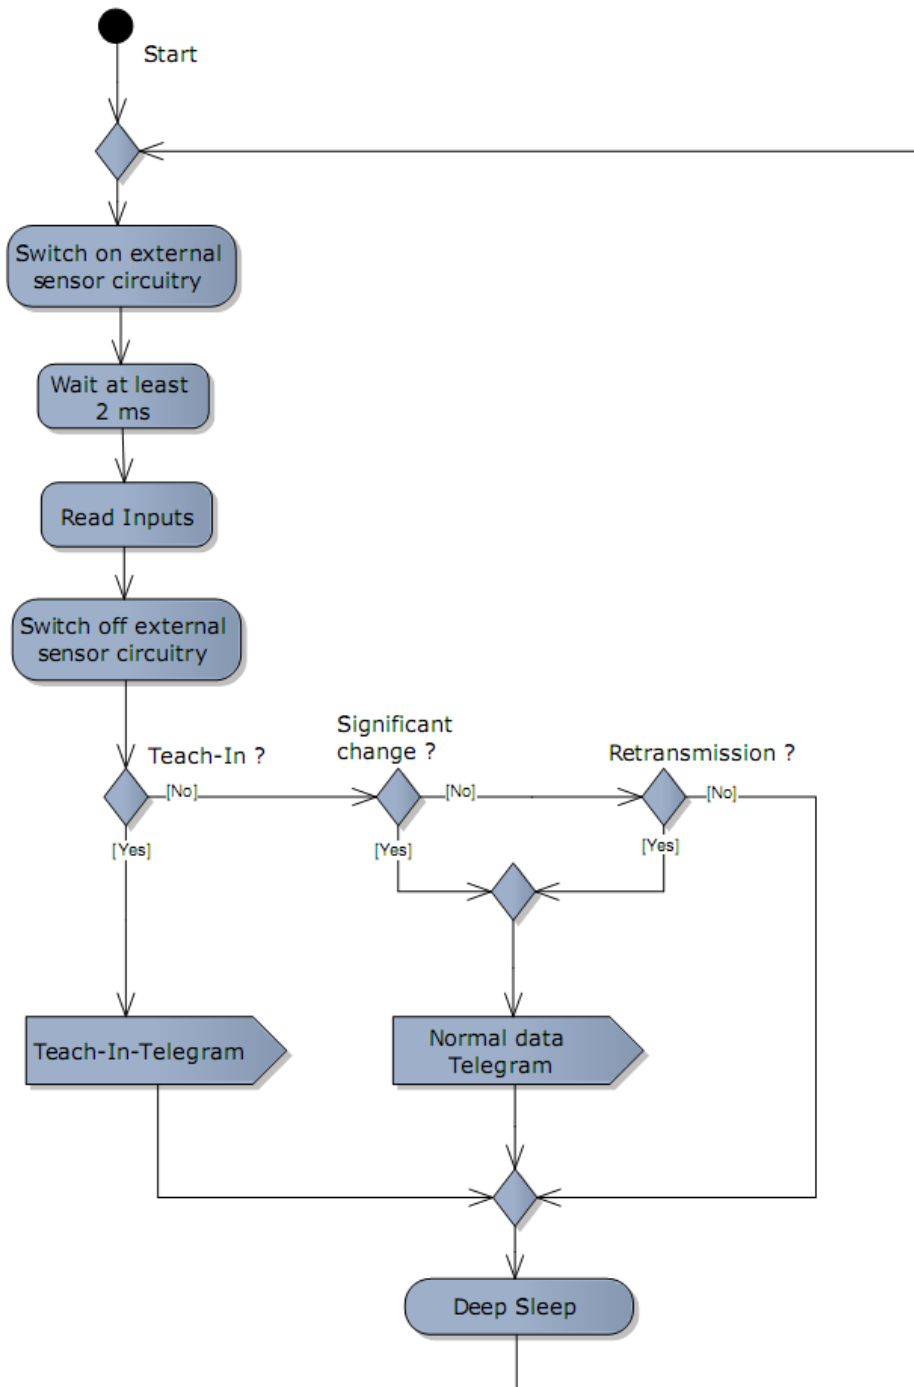 Start
Switch on external
sensor circuitry
Wait at least
2 ms
Read Inputs
Switch off external
sensor circuitry
Teach-In ?
Significant
change ?
Retransmission ?
[No]
[No]
[No]
[Yes]
[Yes]
[Yes]
Teach-In-Telegram
Normal data
Telegram
Deep Sleep